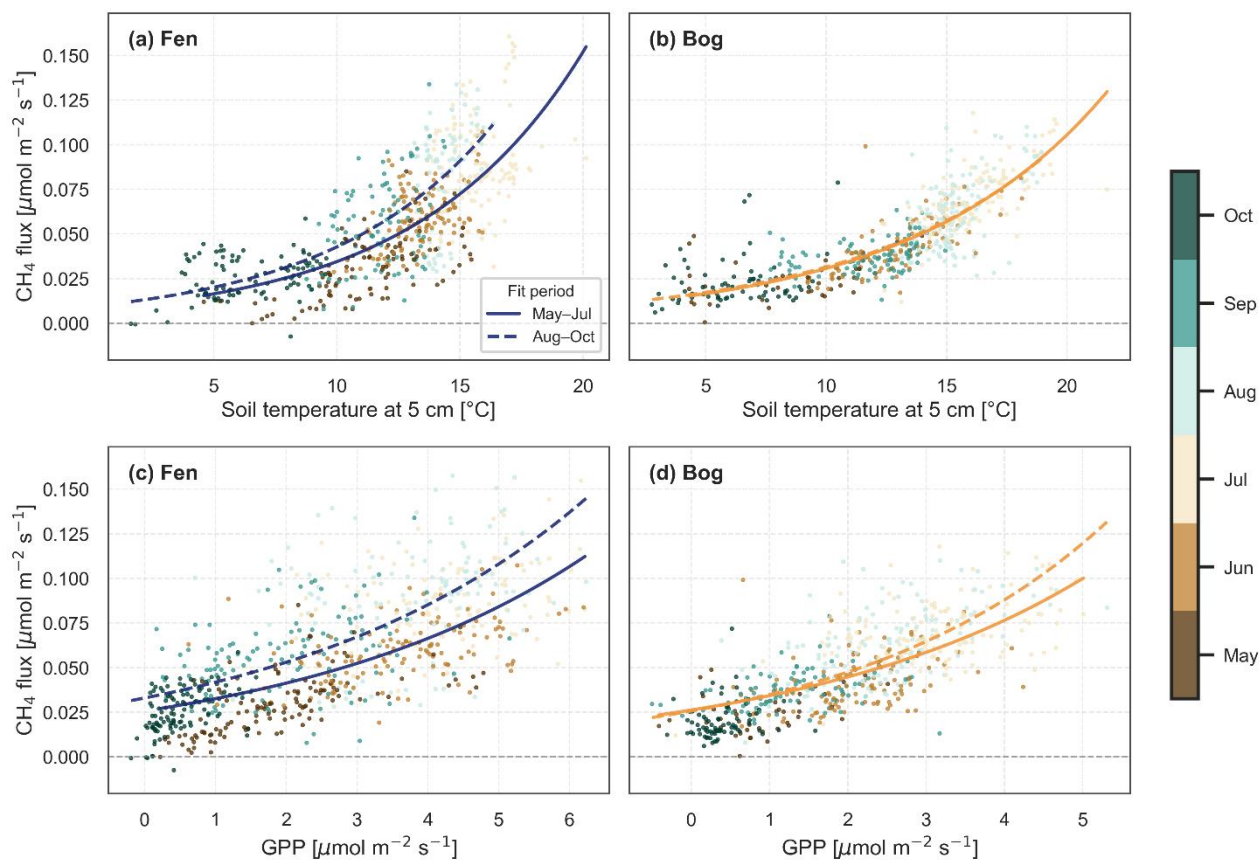 (a) Fen
(b) Bog
CH₄ flux [μmol m⁻² s⁻¹]
0.150
0.125
0.100
0.075
0.050
0.025
0.000
Fit period
May–Jul
Aug–Oct
5 10 15 20
5 10 15 20
Soil temperature at 5 cm [°C]
Soil temperature at 5 cm [°C]
(c) Fen
(d) Bog
CH₄ flux [μmol m⁻² s⁻¹]
0.150
0.125
0.100
0.075
0.050
0.025
0.000
0 1 2 3 4 5 6
0 1 2 3 4 5
GPP [μmol m⁻² s⁻¹]
GPP [μmol m⁻² s⁻¹]
Oct
Sep
Aug
Jul
Jun
May